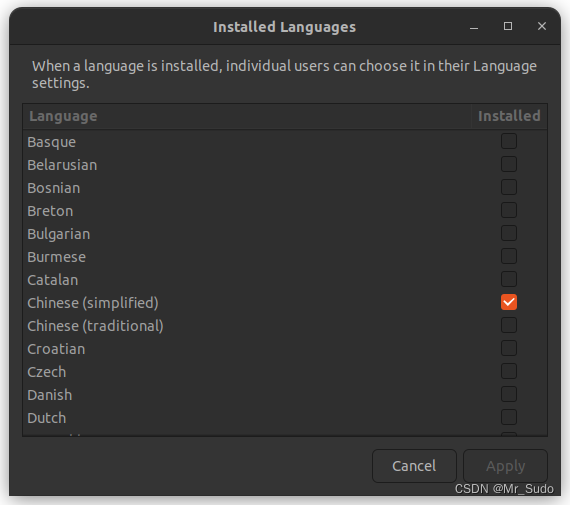 Installed Languages
When a language is installed, individual users can choose it in their Language
settings.
Language Installed
Basque
Belarusian
Bosnian
Breton
Bulgarian
Burmese
Catalan
Chinese (simplified)
Chinese (traditional)
Croatian
Czech
Danish
Dutch
Cancel Apply
CSDN @Mr_Sudo